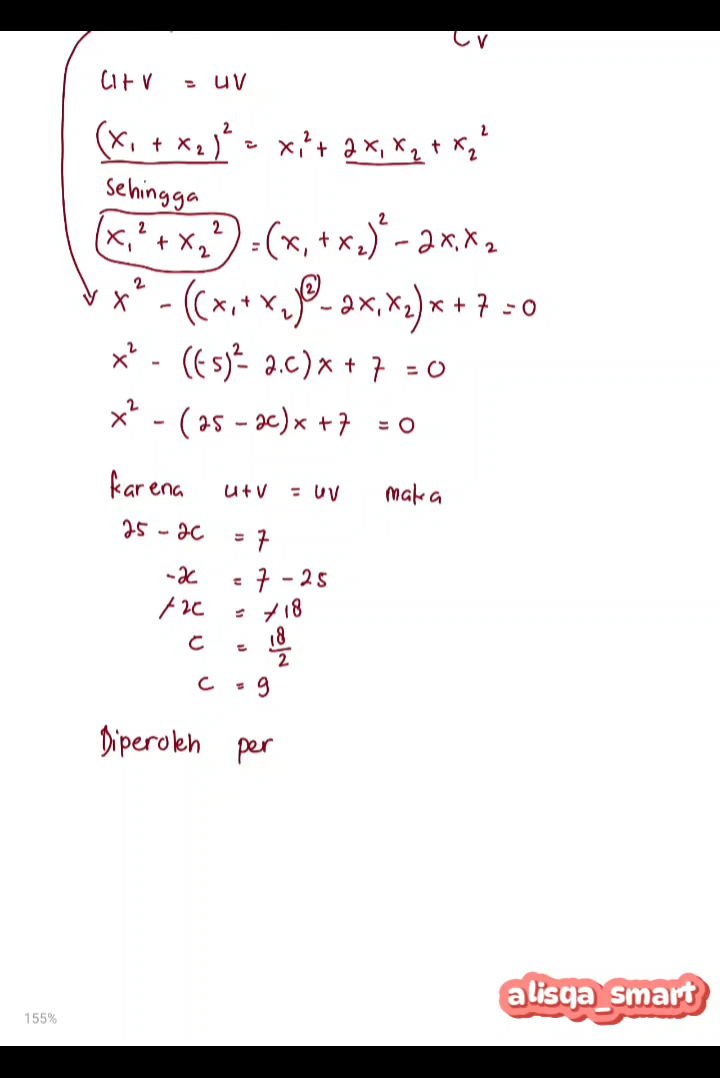 C v
u+v = uv
(x₁ + x₂)² = x₁² + 2x₁x₂ + x₂²
sehingga
x₁² + x₂² = (x₁ + x₂)² - 2x₁x₂
x² - ((x₁ + x₂)² - 2x₁x₂)x + 7 = 0
x² - ((-5)² - 2.c)x + 7 = 0
x² - (25 - 2c)x + 7 = 0
karena u+v = uv maka
25 - 2c = 7
-2c = 7 - 25
-2c = -18
c = 18/2
c = 9
Diperoleh per
alisqa_smart
155%